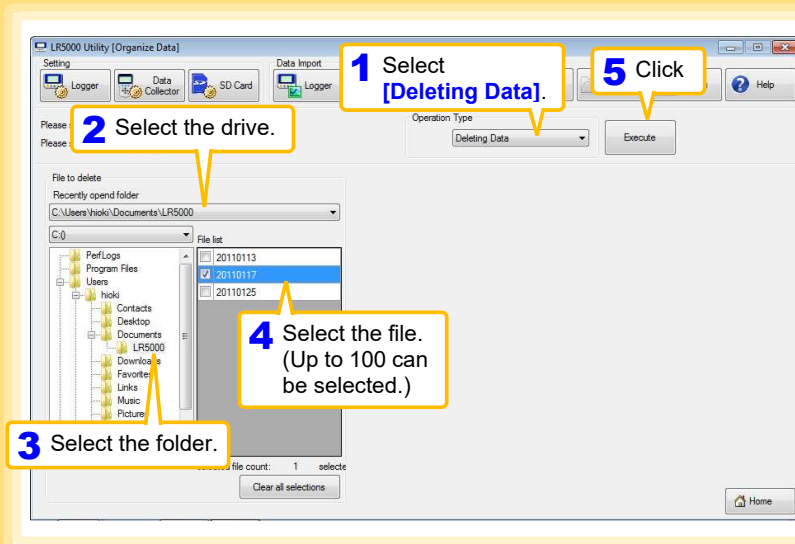 LR5000 Utility [Organize Data]
Setting
Logger
Data
Collector
SD Card
Data Import
Logger
1 Select
[Deleting Data].
5 Click
Help
Please
2 Select the drive.
Please
Operation Type
Deleting Data
Execute
File to delete
Recently opend folder
C:\Users\hioki\Documents\LR5000
C:()
File list
PerfLogs
Program Files
Users
hioki
Contacts
Desktop
Documents
LR5000
Downloads
Favorites
Links
Music
Picture
20110113
20110117
20110125
4 Select the file.
(Up to 100 can
be selected.)
3 Select the folder.
file count: 1 selecte
Clear all selections
Home